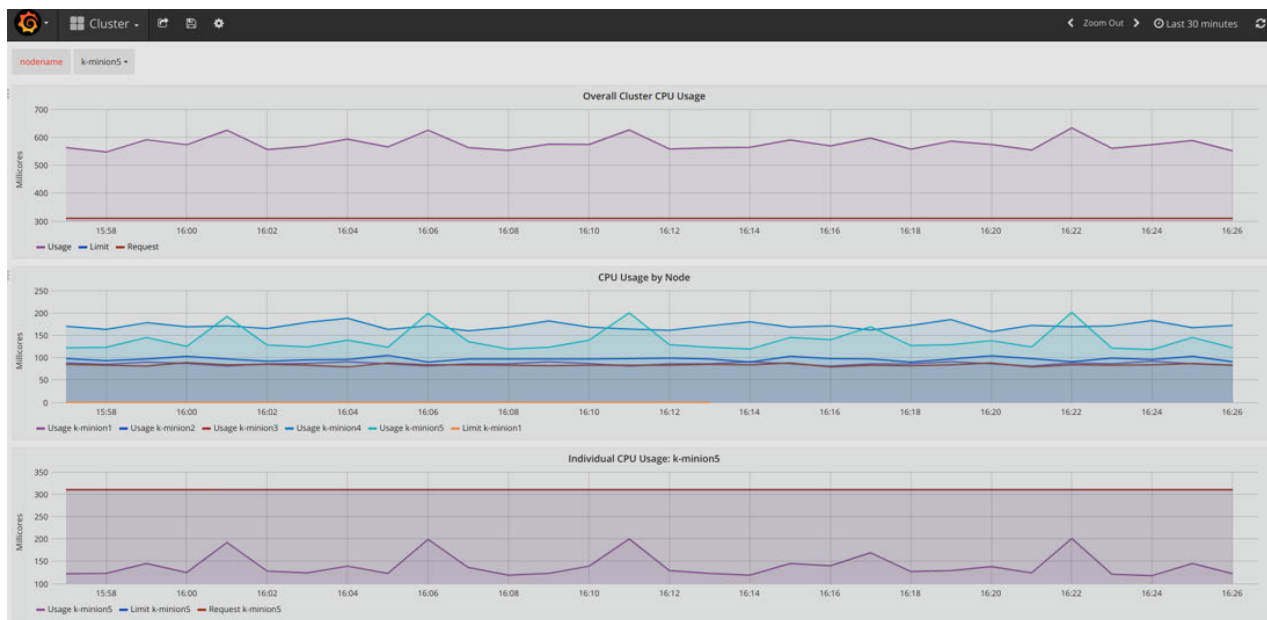 Cluster Zoom Out Last 30 minutes
nodename k-minion5
Overall Cluster CPU Usage
700
600
500
400
300
Millicores
15:58 16:00 16:02 16:04 16:06 16:08 16:10 16:12 16:14 16:16 16:18 16:20 16:22 16:24 16:26
Usage Limit Request
CPU Usage by Node
250
200
150
100
50
0
Millicores
15:58 16:00 16:02 16:04 16:06 16:08 16:10 16:12 16:14 16:16 16:18 16:20 16:22 16:24 16:26
Usage k-minion1 Usage k-minion2 Usage k-minion3 Usage k-minion4 Usage k-minion5 Limit k-minion1
Individual CPU Usage: k-minion5
350
300
250
200
150
100
Millicores
15:58 16:00 16:02 16:04 16:06 16:08 16:10 16:12 16:14 16:16 16:18 16:20 16:22 16:24 16:26
Usage k-minion5 Limit k-minion5 Request k-minion5